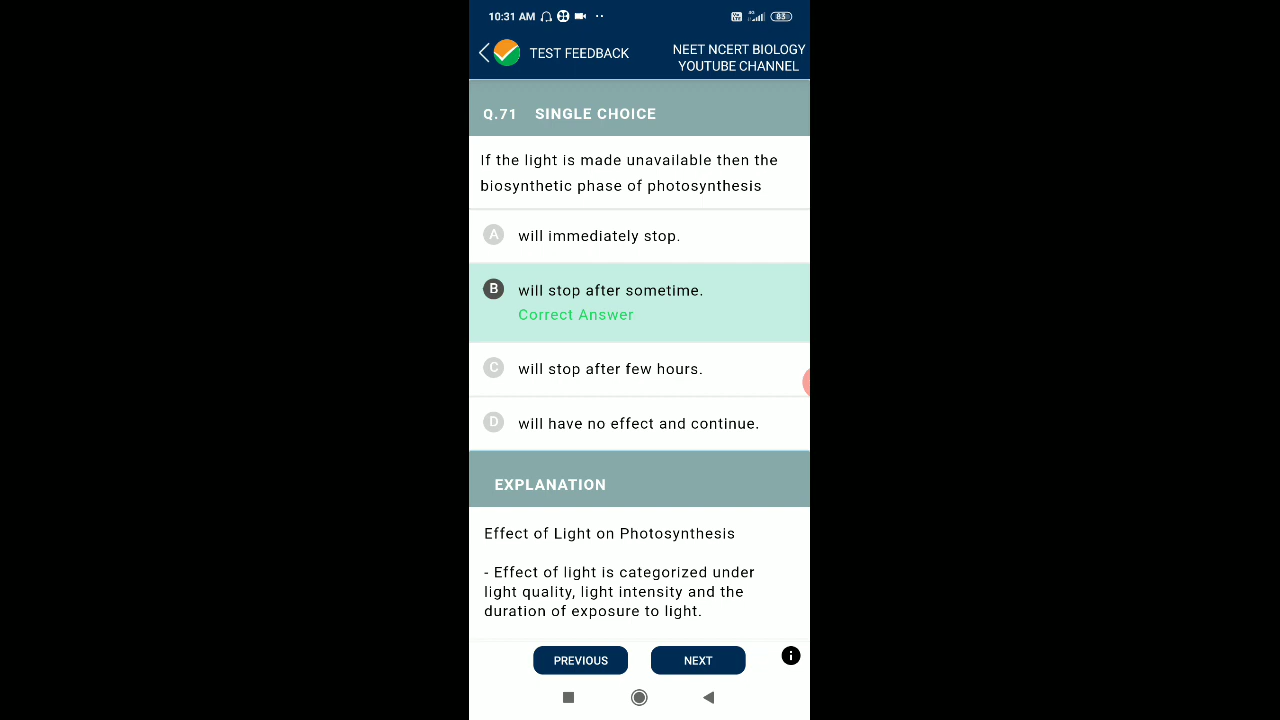 10:31 AM
4G
83
TEST FEEDBACK
NEET NCERT BIOLOGY
YOUTUBE CHANNEL
Q.71 SINGLE CHOICE
If the light is made unavailable then the
biosynthetic phase of photosynthesis
A will immediately stop.
B will stop after sometime.
Correct Answer
C will stop after few hours.
D will have no effect and continue.
EXPLANATION
Effect of Light on Photosynthesis
- Effect of light is categorized under
light quality, light intensity and the
duration of exposure to light.
PREVIOUS NEXT